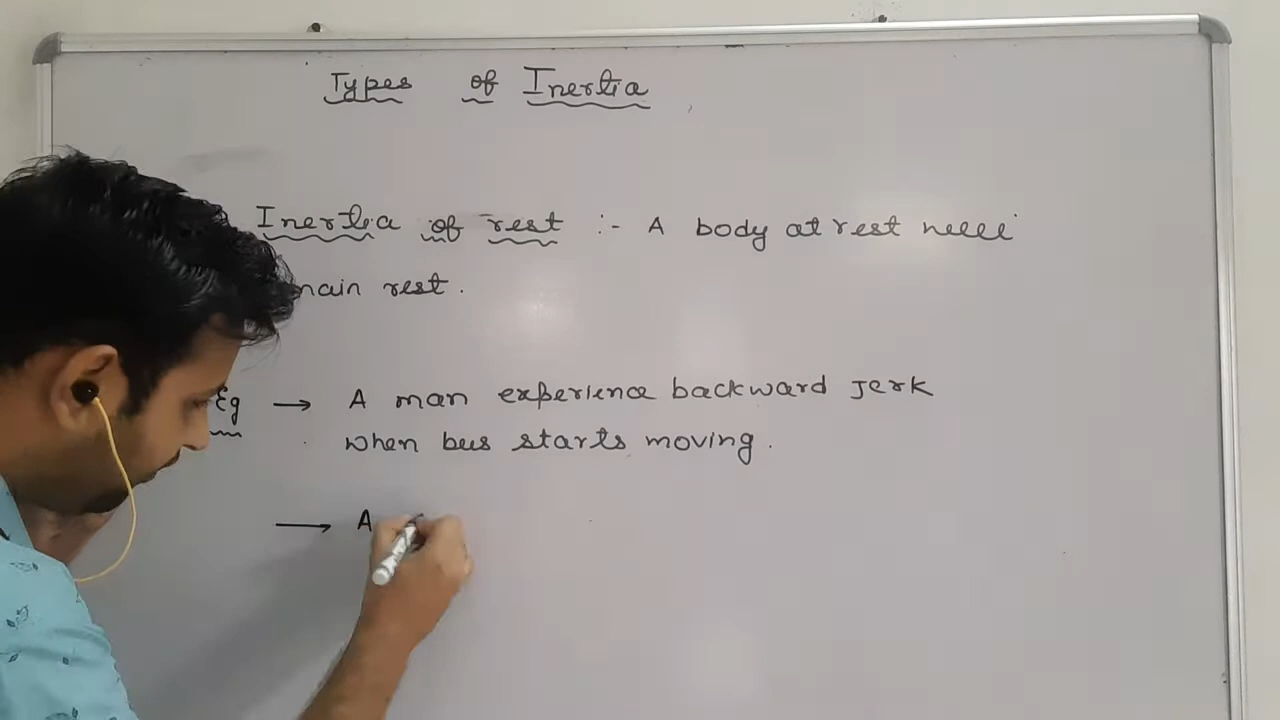 Types of Inertia
Inertia of rest :- A body at rest will
main rest.
Eg → A man experience backward Jerk
when bus starts moving.
→ A